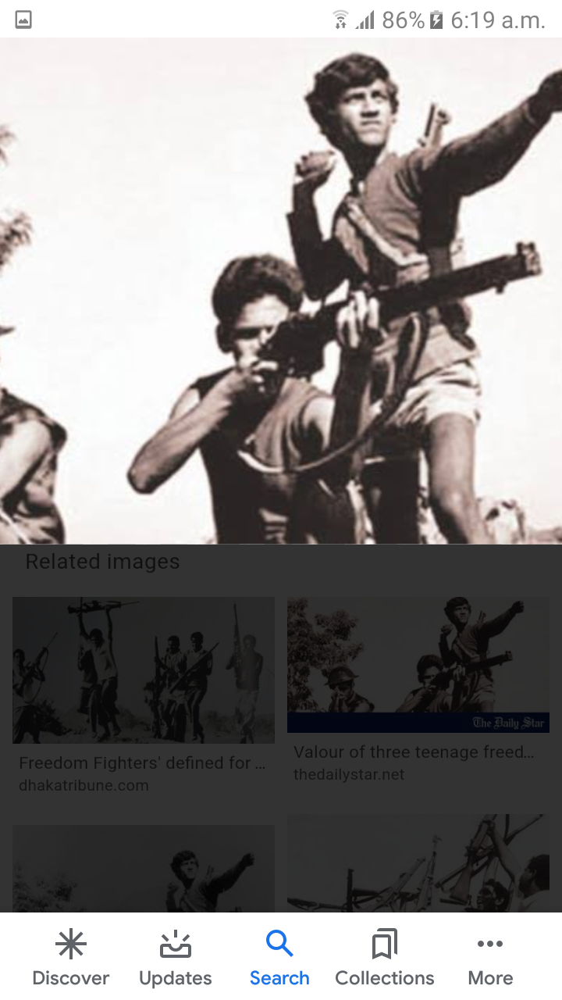 86% 6:19 a.m.
Related images
The Daily Star
Freedom Fighters' defined for ...
dhakatribune.com
Valour of three teenage freed...
thedailystar.net
Discover Updates Search Collections More